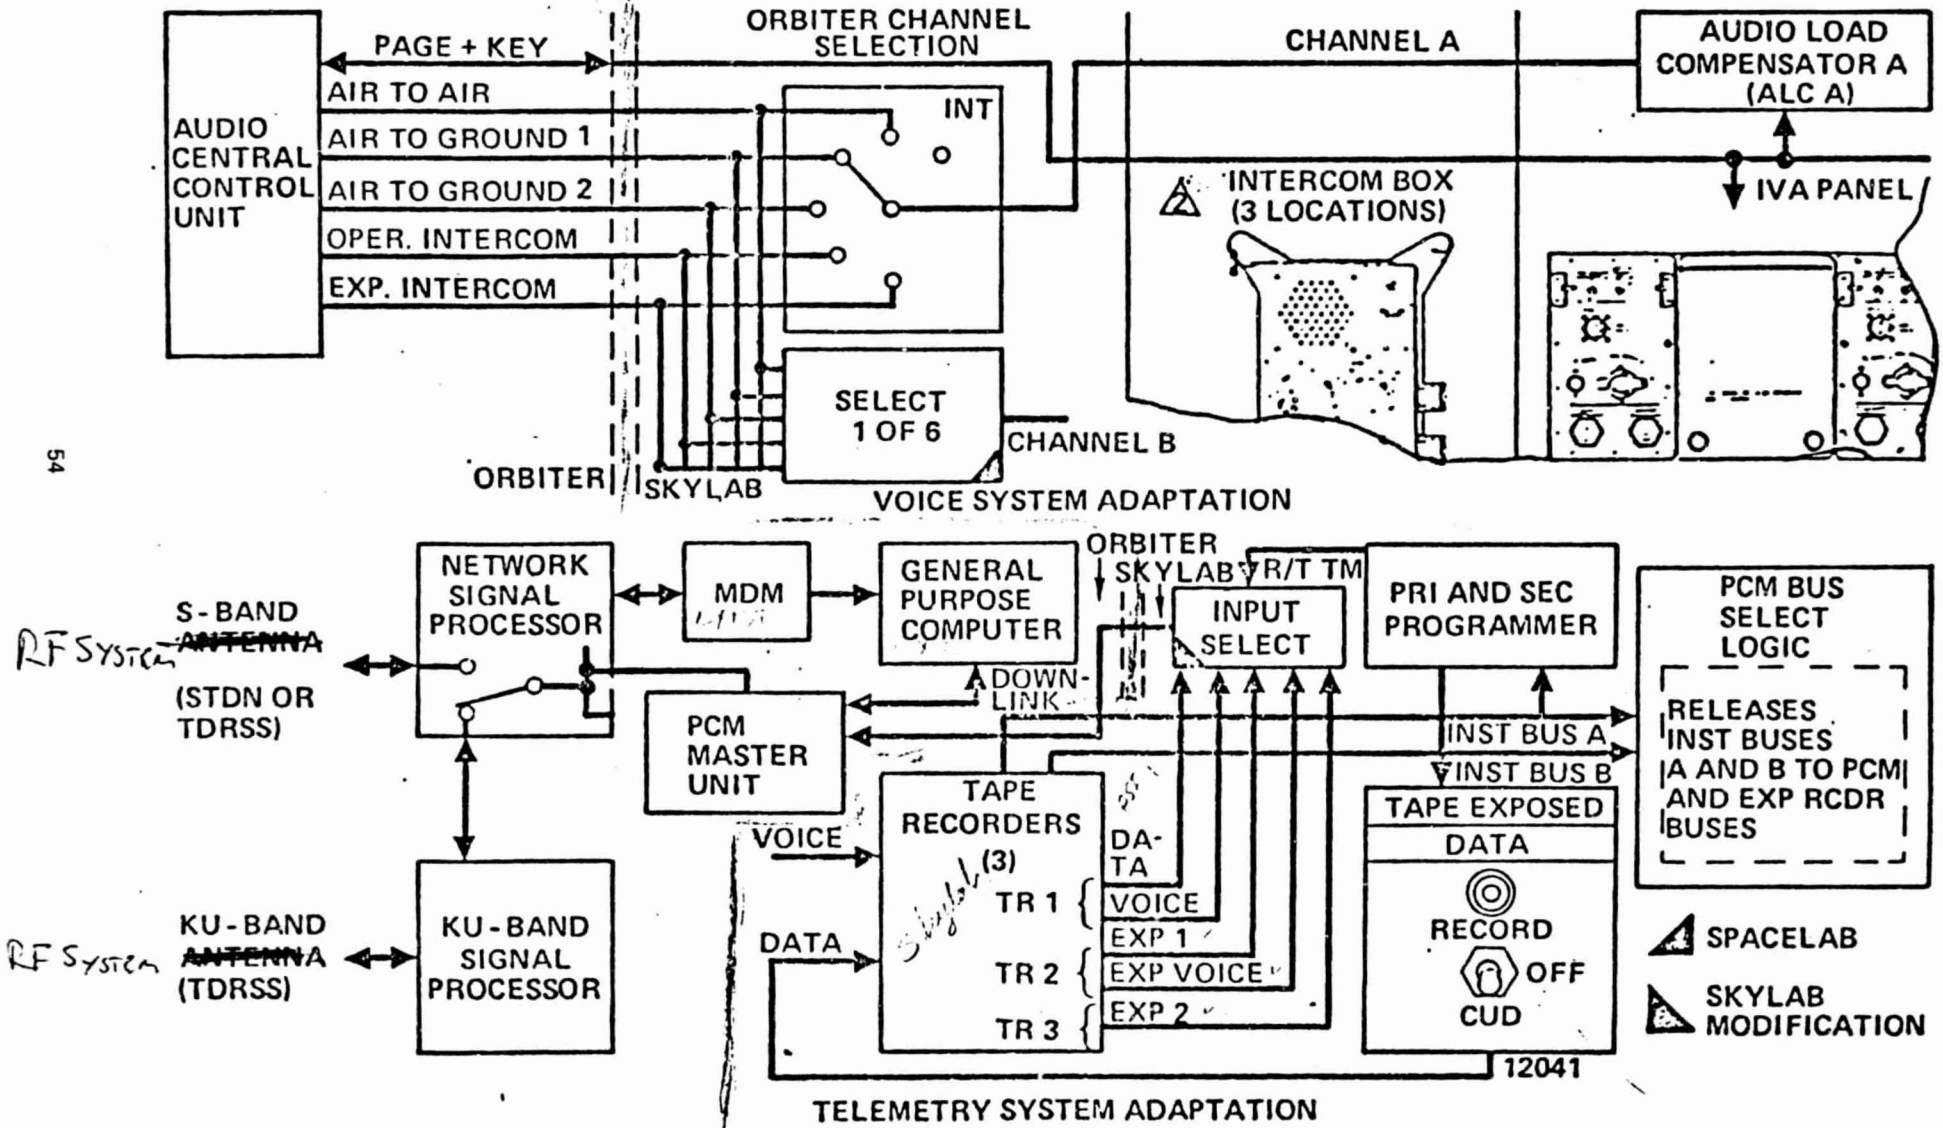 PAGE + KEY
ORBITER CHANNEL
SELECTION
CHANNEL A
AUDIO LOAD
COMPENSATOR A
(ALC A)
AUDIO
CENTRAL
CONTROL
UNIT
AIR TO AIR
AIR TO GROUND 1
AIR TO GROUND 2
OPER. INTERCOM
EXP. INTERCOM
INT
2
INTERCOM BOX
(3 LOCATIONS)
IVA PANEL
SELECT
1 OF 6
CHANNEL B
ORBITER
SKYLAB
VOICE SYSTEM ADAPTATION
54
NETWORK
SIGNAL
PROCESSOR
MDM
GENERAL
PURPOSE
COMPUTER
ORBITER
SKYLAB
R/T TM
INPUT
SELECT
PRI AND SEC
PROGRAMMER
PCM BUS
SELECT
LOGIC
RELEASES
INST BUSES
A AND B TO PCM
AND EXP RCDR
BUSES
S-BAND
RF System ANTENNA
(STDN OR
TDRSS)
PCM
MASTER
UNIT
DOWN-
LINK
INST BUS A
INST BUS B
VOICE
DATA
TAPE
RECORDERS
(3)
Skylab
TR 1
TR 2
TR 3
DA-
TA
VOICE
EXP 1
EXP VOICE
EXP 2
TAPE EXPOSED
DATA
RECORD
OFF
CUD
12041
KU-BAND
RF System ANTENNA
(TDRSS)
KU-BAND
SIGNAL
PROCESSOR
SPACELAB
SKYLAB
MODIFICATION
TELEMETRY SYSTEM ADAPTATION